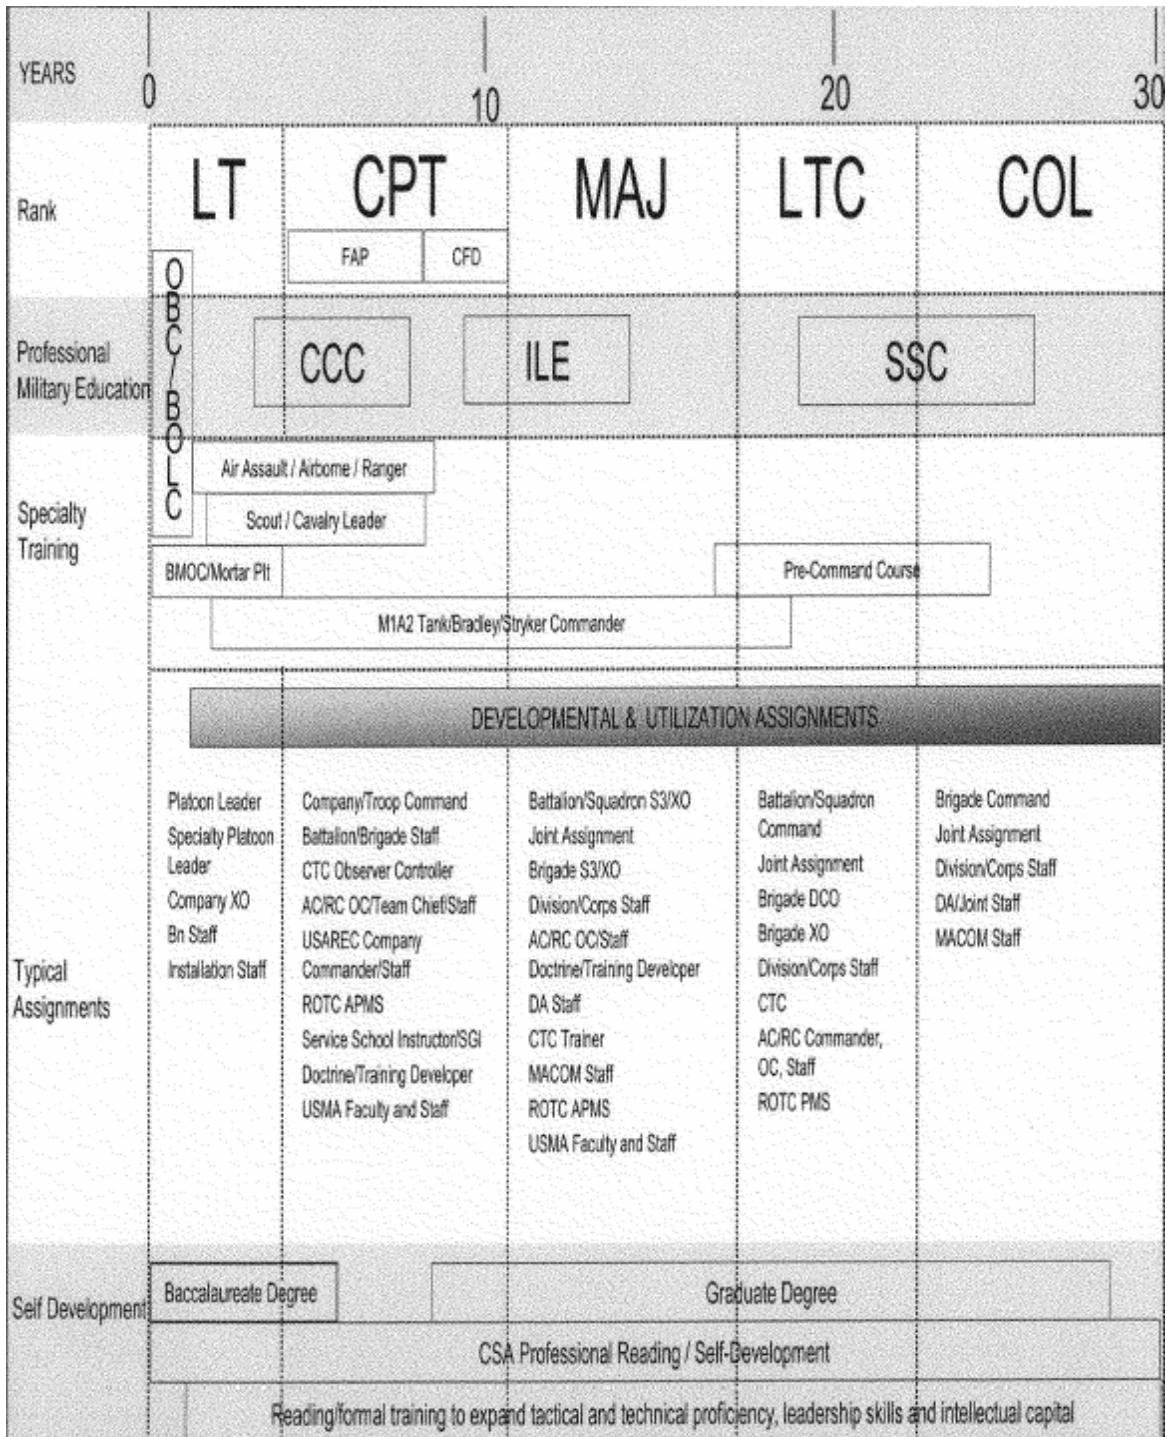 YEARS
0
10
20
30
Rank
LT
CPT
MAJ
LTC
COL
FAP
CFD
OBC/BOLC
Professional
Military Education
CCC
ILE
SSC
Specialty
Training
Air Assault / Airborne / Ranger
Scout / Cavalry Leader
BMOC/Mortar Plt
Pre-Command Course
M1A2 Tank/Bradley/Stryker Commander
DEVELOPMENTAL & UTILIZATION ASSIGNMENTS
Typical
Assignments
Platoon Leader
Specialty Platoon
Leader
Company XO
Bn Staff
Installation Staff
Company/Troop Command
Battalion/Brigade Staff
CTC Observer Controller
AC/RC OC/Team Chief/Staff
USAREC Company
Commander/Staff
ROTC APMS
Service School Instructor/SGI
Doctrine/Training Developer
USMA Faculty and Staff
Battalion/Squadron S3/XO
Joint Assignment
Brigade S3/XO
Division/Corps Staff
AC/RC OC/Staff
Doctrine/Training Developer
DA Staff
CTC Trainer
MACOM Staff
ROTC APMS
USMA Faculty and Staff
Battalion/Squadron
Command
Joint Assignment
Brigade DCO
Brigade XO
Division/Corps Staff
CTC
AC/RC Commander,
OC, Staff
ROTC PMS
Brigade Command
Joint Assignment
Division/Corps Staff
DA/Joint Staff
MACOM Staff
Self Development
Baccalaureate Degree
Graduate Degree
CSA Professional Reading / Self-Development
Reading/formal training to expand tactical and technical proficiency, leadership skills and intellectual capital